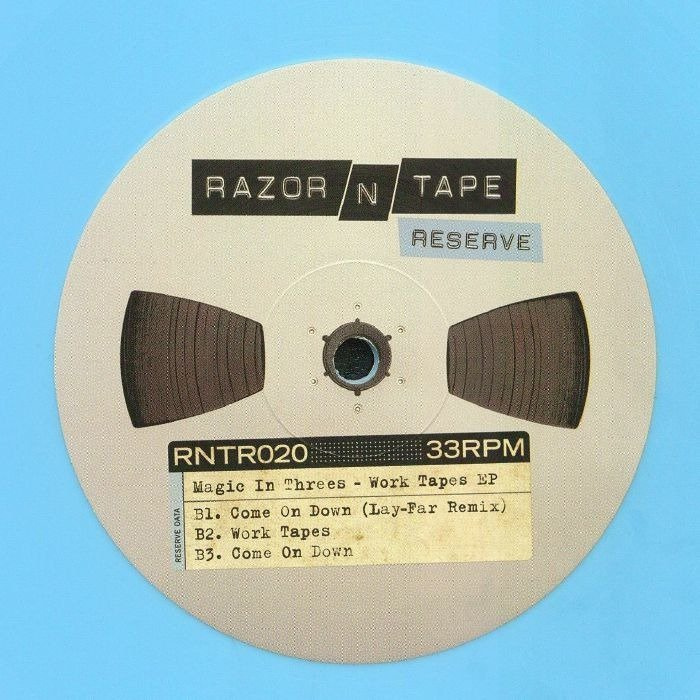 RAZOR N TAPE
RESERVE
RNTR020 33RPM
Magic In Threes - Work Tapes EP
RESERVE DATA
B1. Come On Down (Lay-Far Remix)
B2. Work Tapes
B3. Come On Down